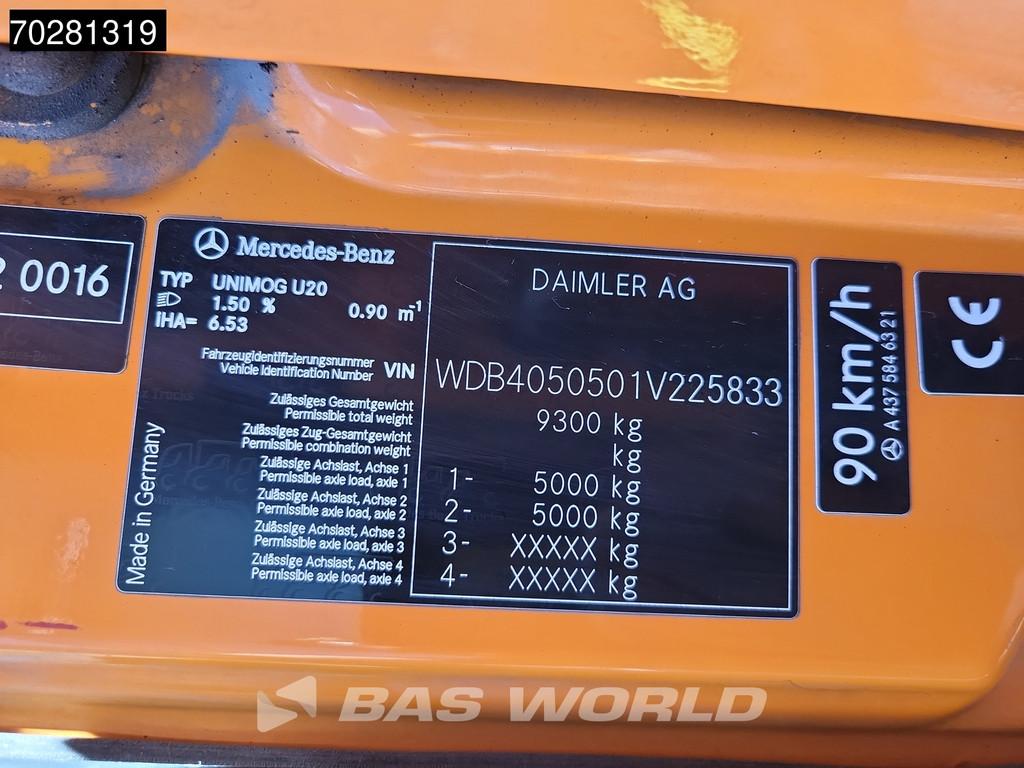 70281319
2 0016
Mercedes-Benz
TYP UNIMOG U20
1.50 % 0.90 m-1
IHA= 6.53
Fahrzeugidentifizierungsnummer
Vehicle Identification Number VIN
Zulässiges Gesamtgewicht
Permissible total weight
Zulässiges Zug-Gesamtgewicht
Permissible combination weight
Zulässige Achslast, Achse 1
Permissible axle load, axle 1
Zulässige Achslast, Achse 2
Permissible axle load, axle 2
Zulässige Achslast, Achse 3
Permissible axle load, axle 3
Zulässige Achslast, Achse 4
Permissible axle load, axle 4
Made in Germany
DAIMLER AG
WDB4050501V225833
9300 kg
kg
1- 5000 kg
2- 5000 kg
3- XXXXX kg
4- XXXXX kg
90 km/h
A 437 584 63 21
CE
BAS WORLD